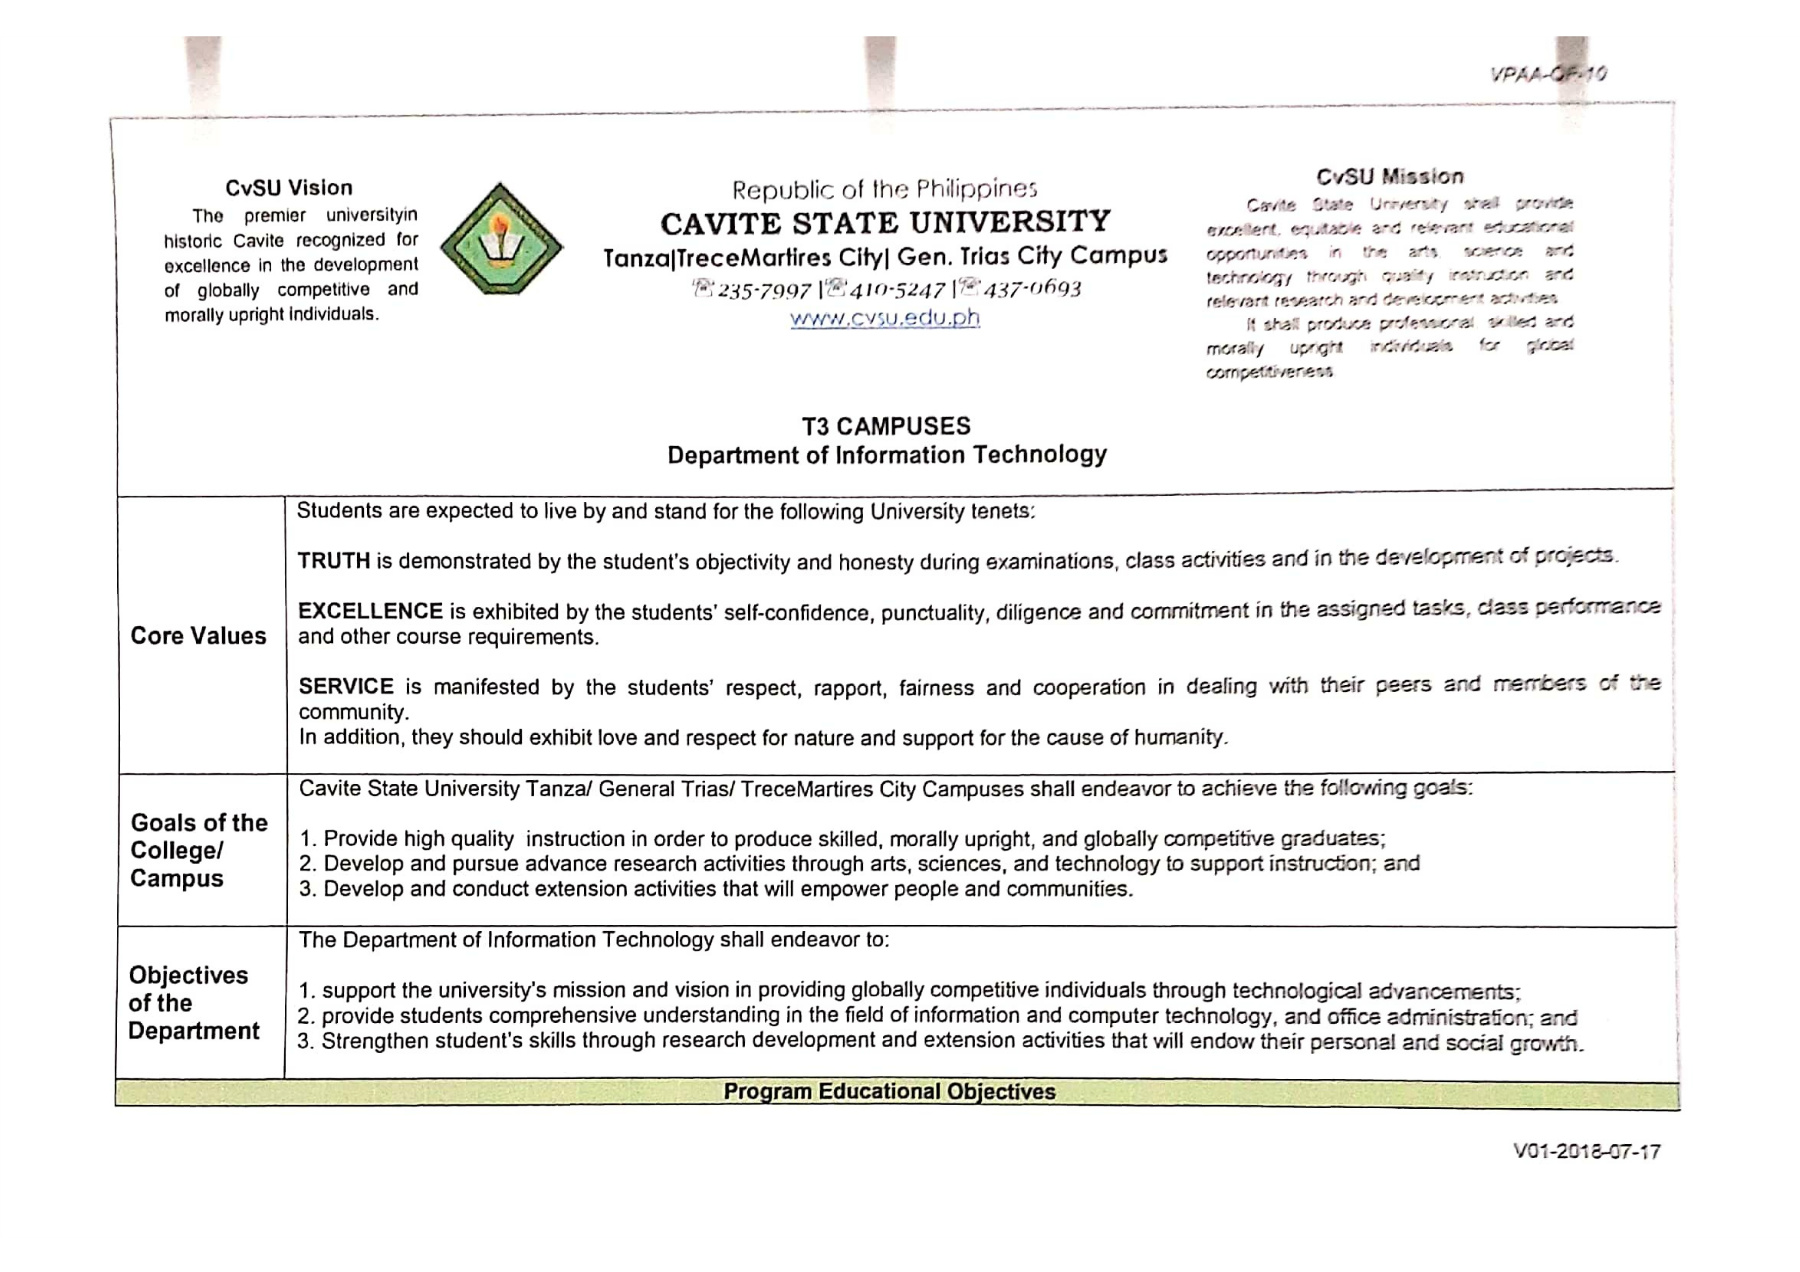 VPAA-QF-10
CvSU Vision
The premier universityin
historic Cavite recognized for
excellence in the development
of globally competitive and
morally upright individuals.
Republic of the Philippines
CAVITE STATE UNIVERSITY
Tanza|TreceMartires City| Gen. Trias City Campus
☏235-7997 |☏410-5247 |☏437-0693
www.cvsu.edu.ph
CvSU Mission
Cavite State University shall provide
excellent, equitable and relevant educational
opportunities in the arts, science and
technology through quality instruction and
relevant research and development activities
It shall produce professional skilled and
morally upright individuals for global
competitiveness
T3 CAMPUSES
Department of Information Technology
Core Values
Students are expected to live by and stand for the following University tenets:
TRUTH is demonstrated by the student's objectivity and honesty during examinations, class activities and in the development of projects.
EXCELLENCE is exhibited by the students' self-confidence, punctuality, diligence and commitment in the assigned tasks, class performance
and other course requirements.
SERVICE is manifested by the students' respect, rapport, fairness and cooperation in dealing with their peers and members of the
community.
In addition, they should exhibit love and respect for nature and support for the cause of humanity.
Goals of the
College/
Campus
Cavite State University Tanza/ General Trias/ TreceMartires City Campuses shall endeavor to achieve the following goals:
1. Provide high quality instruction in order to produce skilled, morally upright, and globally competitive graduates;
2. Develop and pursue advance research activities through arts, sciences, and technology to support instruction; and
3. Develop and conduct extension activities that will empower people and communities.
Objectives
of the
Department
The Department of Information Technology shall endeavor to:
1. support the university's mission and vision in providing globally competitive individuals through technological advancements;
2. provide students comprehensive understanding in the field of information and computer technology, and office administration; and
3. Strengthen student's skills through research development and extension activities that will endow their personal and social growth.
Program Educational Objectives
V01-2018-07-17